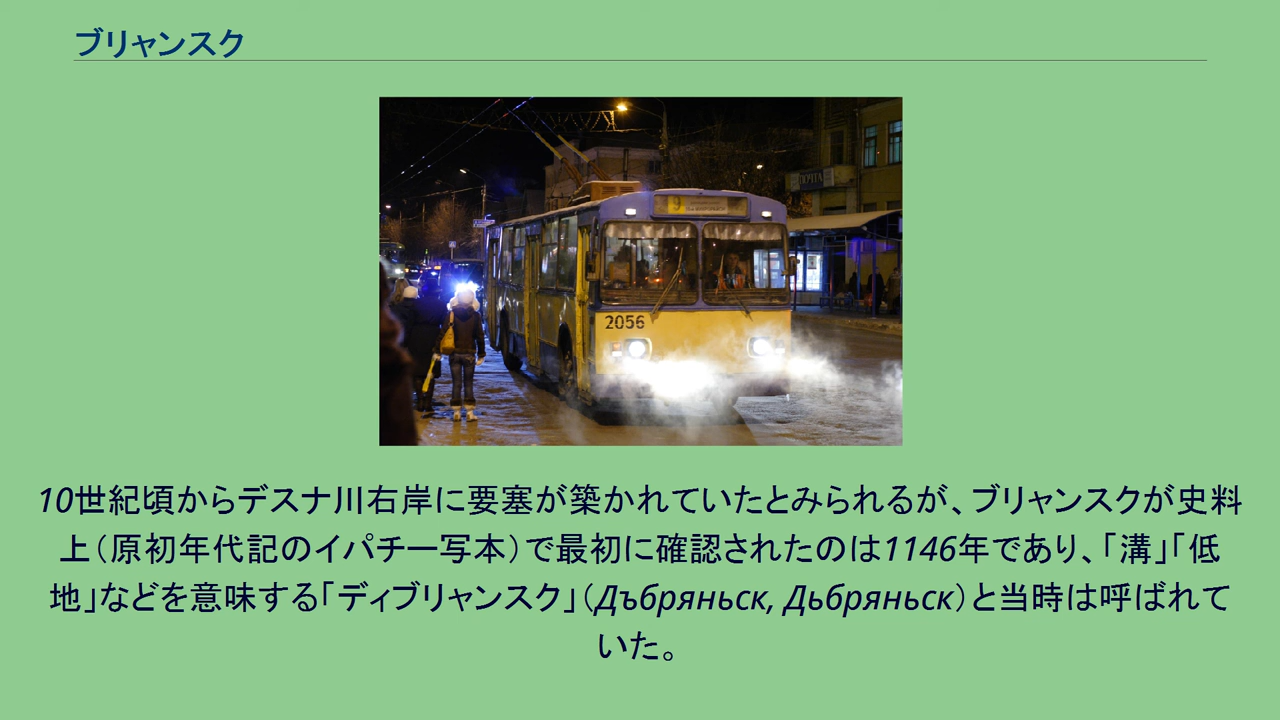 ブリャンスク
ПОЧТА
9
2056
10世紀頃からデスナ川右岸に要塞が築かれていたとみられるが、ブリャンスクが史料
上（原初年代記のイパチー写本）で最初に確認されたのは1146年であり、「溝」「低
地」などを意味する「ディブリャンスク」（Дъбряньск, Дьбряньск）と当時は呼ばれて
いた。